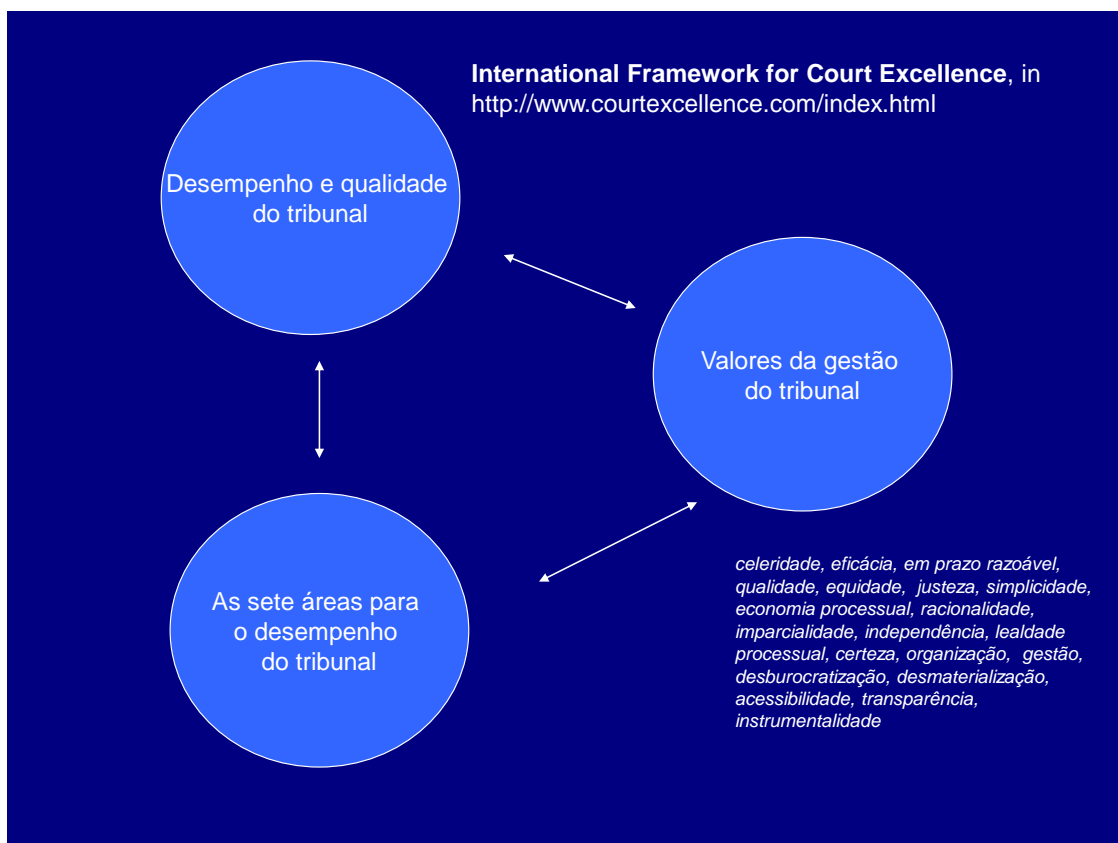 International Framework for Court Excellence, in
http://www.courtexcellence.com/index.html
Desempenho e qualidade
do tribunal
Valores da gestão
do tribunal
As sete áreas para
o desempenho
do tribunal
celeridade, eficácia, em prazo razoável,
qualidade, equidade, justeza, simplicidade,
economia processual, racionalidade,
imparcialidade, independência, lealdade
processual, certeza, organização, gestão,
desburocratização, desmaterialização,
acessibilidade, transparência,
instrumentalidade